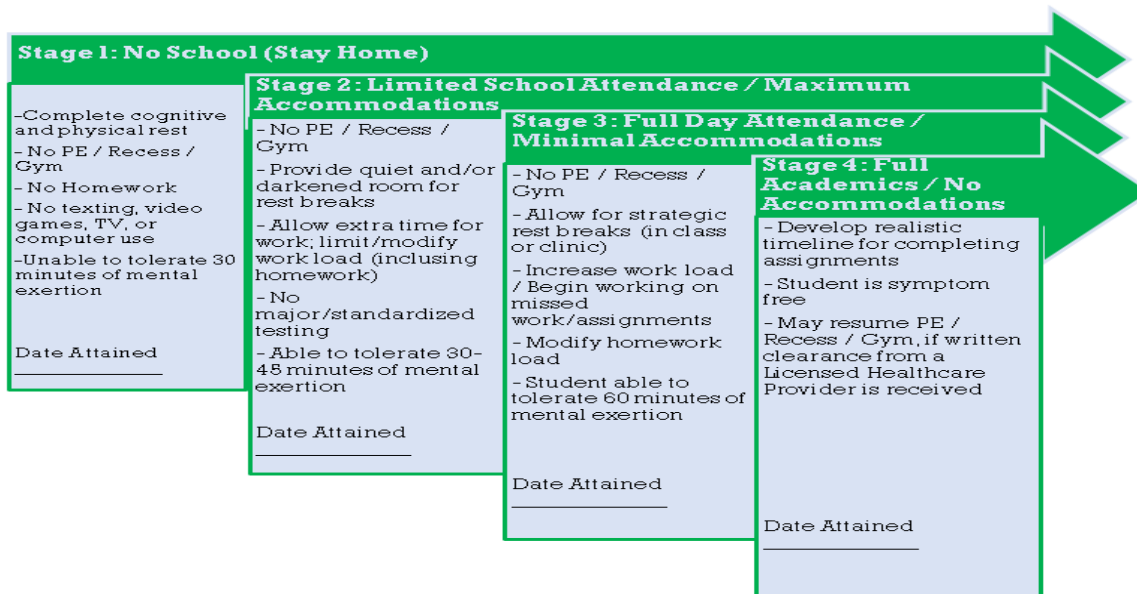 Stage 1: No School (Stay Home)
-Complete cognitive
and physical rest
- No PE / Recess /
Gym
- No Homework
- No texting, video
games, TV, or
computer use
-Unable to tolerate 30
minutes of mental
exertion
Date Attained
Stage 2: Limited School Attendance / Maximum
Accommodations
- No PE / Recess /
Gym
- Provide quiet and/or
darkened room for
rest breaks
- Allow extra time for
work; limit/modify
work load (inclusing
homework)
- No
major/standardized
testing
- Able to tolerate 30-
45 minutes of mental
exertion
Date Attained
Stage 3: Full Day Attendance /
Minimal Accommodations
- No PE / Recess /
Gym
- Allow for strategic
rest breaks (in class
or clinic)
- Increase work load
/ Begin working on
missed
work/assignments
- Modify homework
load
- Student able to
tolerate 60 minutes of
mental exertion
Date Attained
Stage 4: Full
Academics / No
Accommodations
- Develop realistic
timeline for completing
assignments
- Student is symptom
free
- May resume PE /
Recess / Gym, if written
clearance from a
Licensed Healthcare
Provider is received
Date Attained